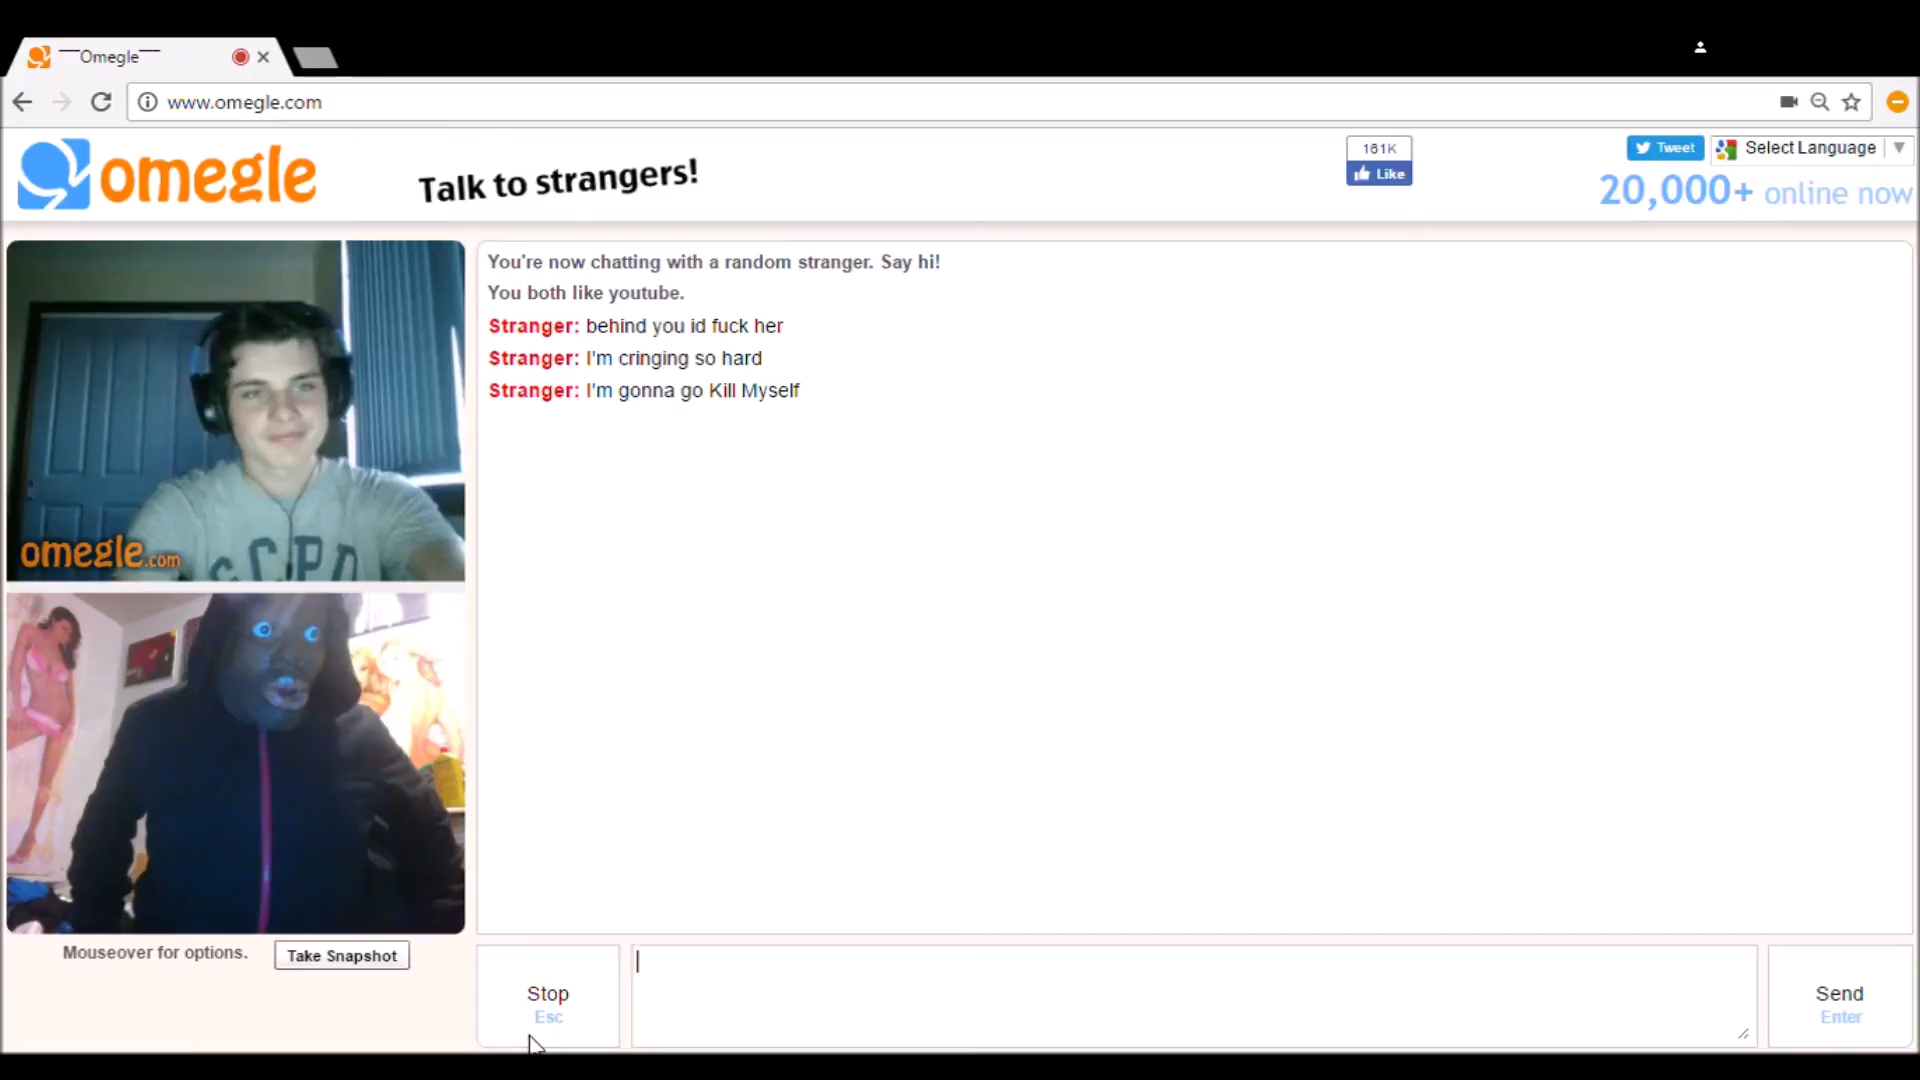 Omegle
www.omegle.com
omegle
Talk to strangers!
161K
Like
Tweet
Select Language
20,000+ online now
You're now chatting with a random stranger. Say hi!
You both like youtube.
Stranger: behind you id fuck her
Stranger: I'm cringing so hard
Stranger: I'm gonna go Kill Myself
omegle.com
Mouseover for options.
Take Snapshot
Stop
Esc
Send
Enter